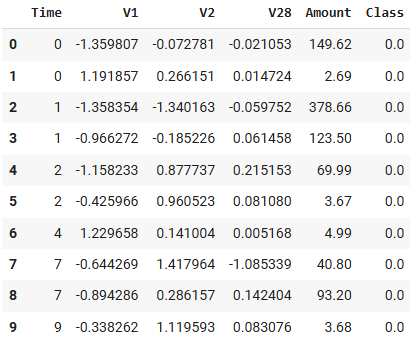 Time V1 V2 V28 Amount Class
0 0 -1.359807 -0.072781 -0.021053 149.62 0.0
1 0 1.191857 0.266151 0.014724 2.69 0.0
2 1 -1.358354 -1.340163 -0.059752 378.66 0.0
3 1 -0.966272 -0.185226 0.061458 123.50 0.0
4 2 -1.158233 0.877737 0.215153 69.99 0.0
5 2 -0.425966 0.960523 0.081080 3.67 0.0
6 4 1.229658 0.141004 0.005168 4.99 0.0
7 7 -0.644269 1.417964 -1.085339 40.80 0.0
8 7 -0.894286 0.286157 0.142404 93.20 0.0
9 9 -0.338262 1.119593 0.083076 3.68 0.0